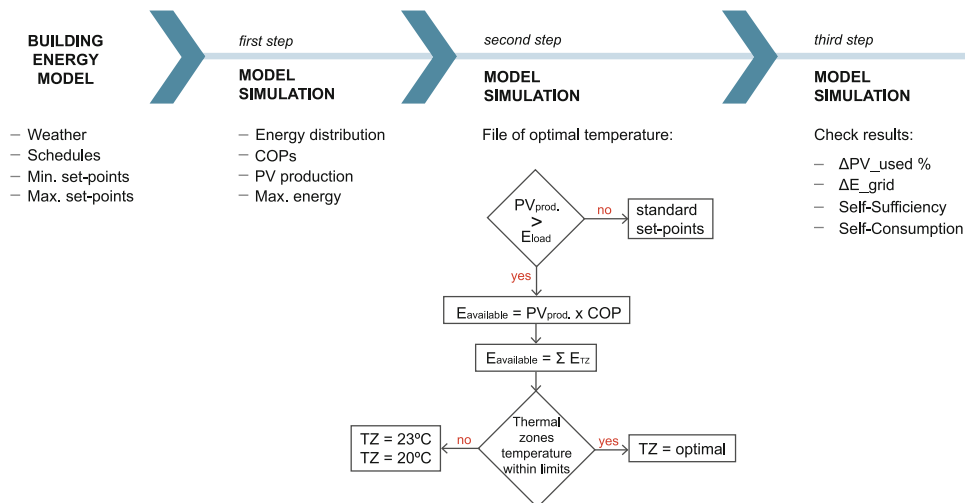 BUILDING
ENERGY
MODEL
– Weather
– Schedules
– Min. set-points
– Max. set-points
first step
MODEL
SIMULATION
– Energy distribution
– COPs
– PV production
– Max. energy
second step
MODEL
SIMULATION
File of optimal temperature:
PVprod.
>
Eload
no
standard
set-points
yes
Eavailable = PVprod. x COP
Eavailable = Σ ETZ
Thermal
zones
temperature
within limits
no
TZ = 23ºC
TZ = 20ºC
yes
TZ = optimal
third step
MODEL
SIMULATION
Check results:
– ΔPV_used %
– ΔE_grid
– Self-Sufficiency
– Self-Consumption